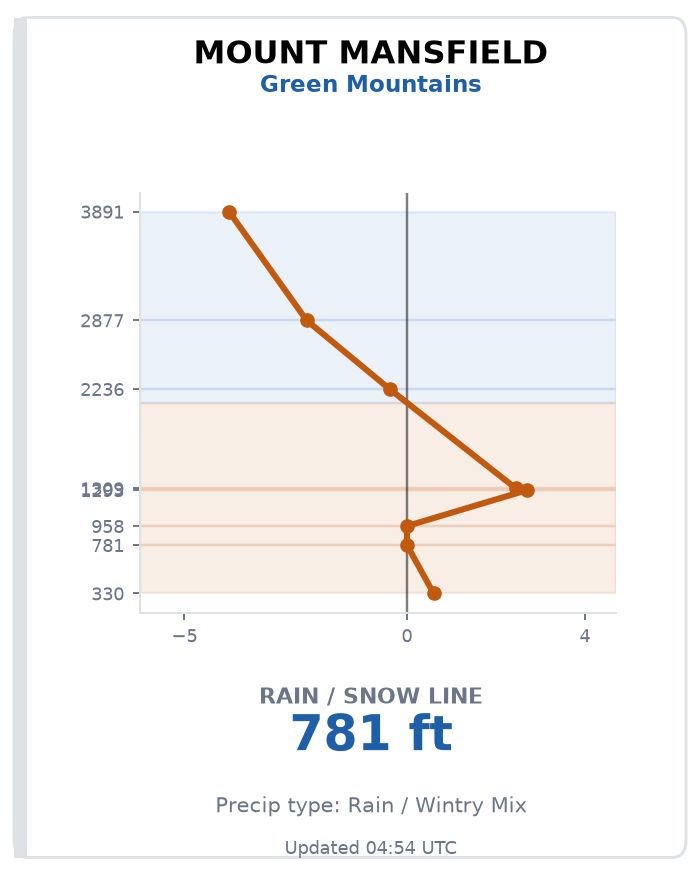 MOUNT MANSFIELD
Green Mountains
3891
2877
2236
958
781
330
−5 0 4
RAIN / SNOW LINE
781 ft
Precip type: Rain / Wintry Mix
Updated 04:54 UTC